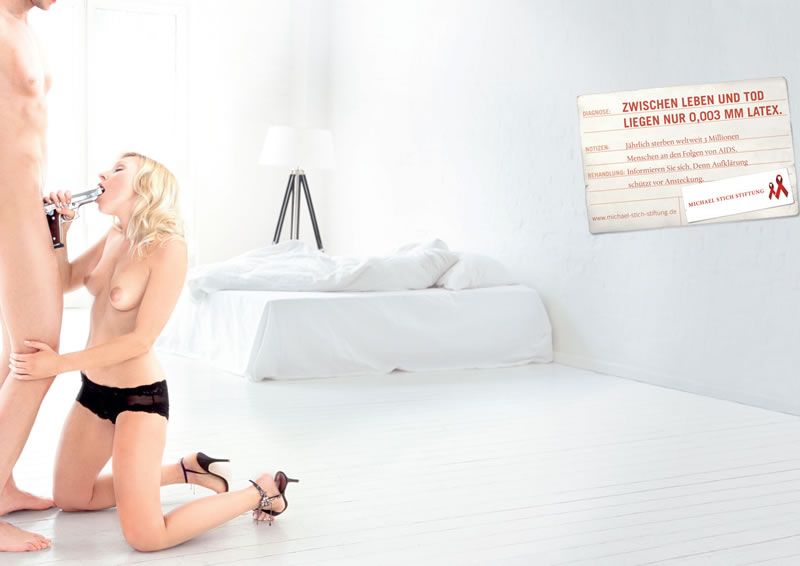 DIAGNOSE: ZWISCHEN LEBEN UND TOD
LIEGEN NUR 0,003 MM LATEX.
NOTIZEN: Jährlich sterben weltweit 3 Millionen
Menschen an den Folgen von AIDS.
BEHANDLUNG: Informieren Sie sich. Denn Aufklärung
schützt vor Ansteckung.
MICHAEL STICH STIFTUNG
www.michael-stich-stiftung.de